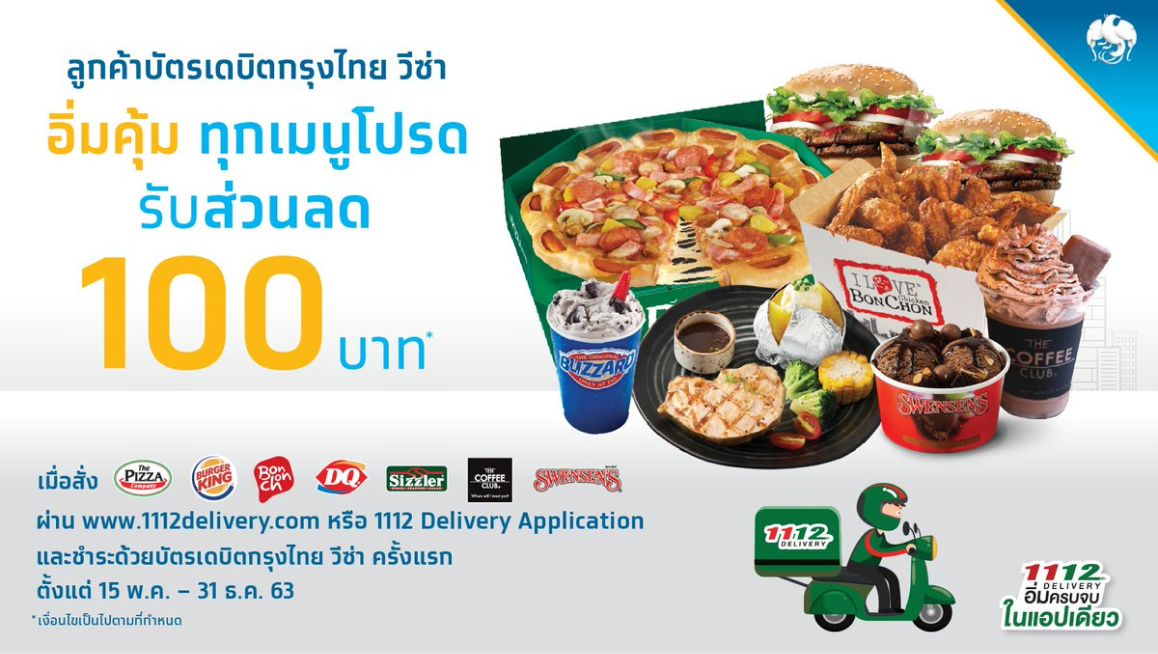 ลูกค้าบัตรเดบิตกรุงไทย วีซ่า
อิ่มคุ้ม ทุกเมนูโปรด
รับส่วนลด
100 บาท*
I LOVE
BONCHON
Chicken
THE ORIGINAL
BLIZZARD
THE
COFFEE
CLUB
SWENSEN'S
เมื่อสั่ง The PIZZA Company BURGER KING BonChon DQ Sizzler THE COFFEE CLUB. SWENSEN'S
ผ่าน www.1112delivery.com หรือ 1112 Delivery Application
และชำระด้วยบัตรเดบิตกรุงไทย วีซ่า ครั้งแรก
ตั้งแต่ 15 พ.ค. – 31 ธ.ค. 63
*เงื่อนไขเป็นไปตามที่กำหนด
1112
DELIVERY
1112
DELIVERY
อิ่มครบจบ
ในแอปเดียว